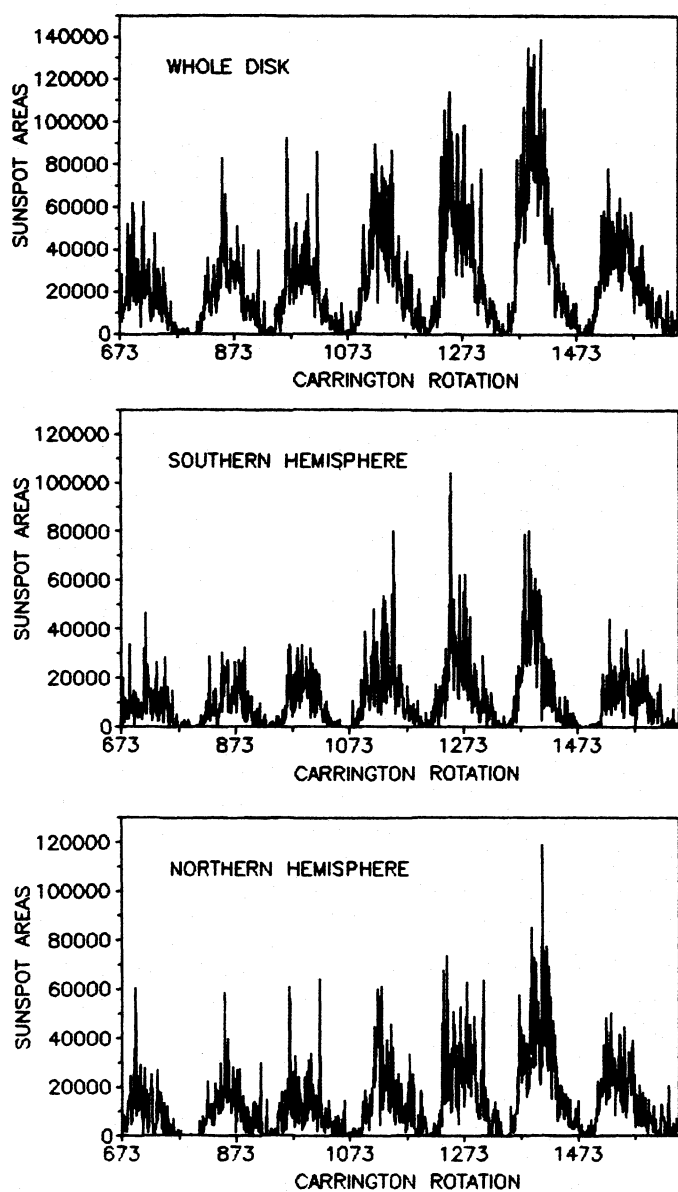 140000
120000
100000
80000
60000
40000
20000
0
SUNSPOT AREAS
WHOLE DISK
673 873 1073 1273 1473
CARRINGTON ROTATION
120000
100000
80000
60000
40000
20000
0
SUNSPOT AREAS
SOUTHERN HEMISPHERE
673 873 1073 1273 1473
CARRINGTON ROTATION
120000
100000
80000
60000
40000
20000
0
SUNSPOT AREAS
NORTHERN HEMISPHERE
673 873 1073 1273 1473
CARRINGTON ROTATION